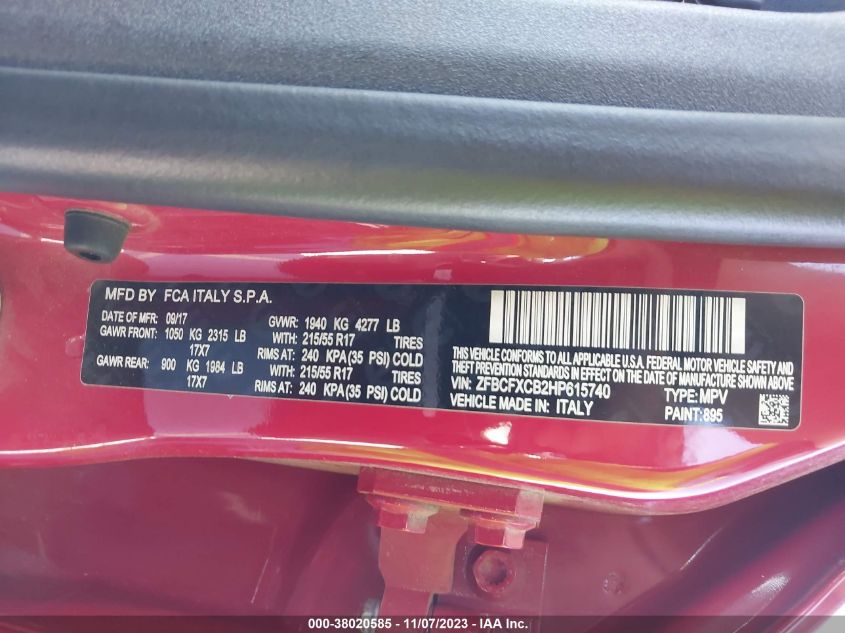 MFD BY FCA ITALY S.P.A.
DATE OF MFR: 09/17 GVWR: 1940 KG 4277 LB
GAWR FRONT: 1050 KG 2315 LB WITH: 215/55 R17 TIRES
17X7 RIMS AT: 240 KPA(35 PSI) COLD
GAWR REAR: 900 KG 1984 LB WITH: 215/55 R17 TIRES
17X7 RIMS AT: 240 KPA(35 PSI) COLD
THIS VEHICLE CONFORMS TO ALL APPLICABLE U.S.A. FEDERAL MOTOR VEHICLE SAFETY AND
THEFT PREVENTION STANDARDS IN EFFECT ON THE DATE OF MANUFACTURE SHOWN ABOVE.
VIN: ZFBCFXCB2HP615740 TYPE: MPV
VEHICLE MADE IN: ITALY PAINT: 895
000-38020585 - 11/07/2023 - IAA Inc.